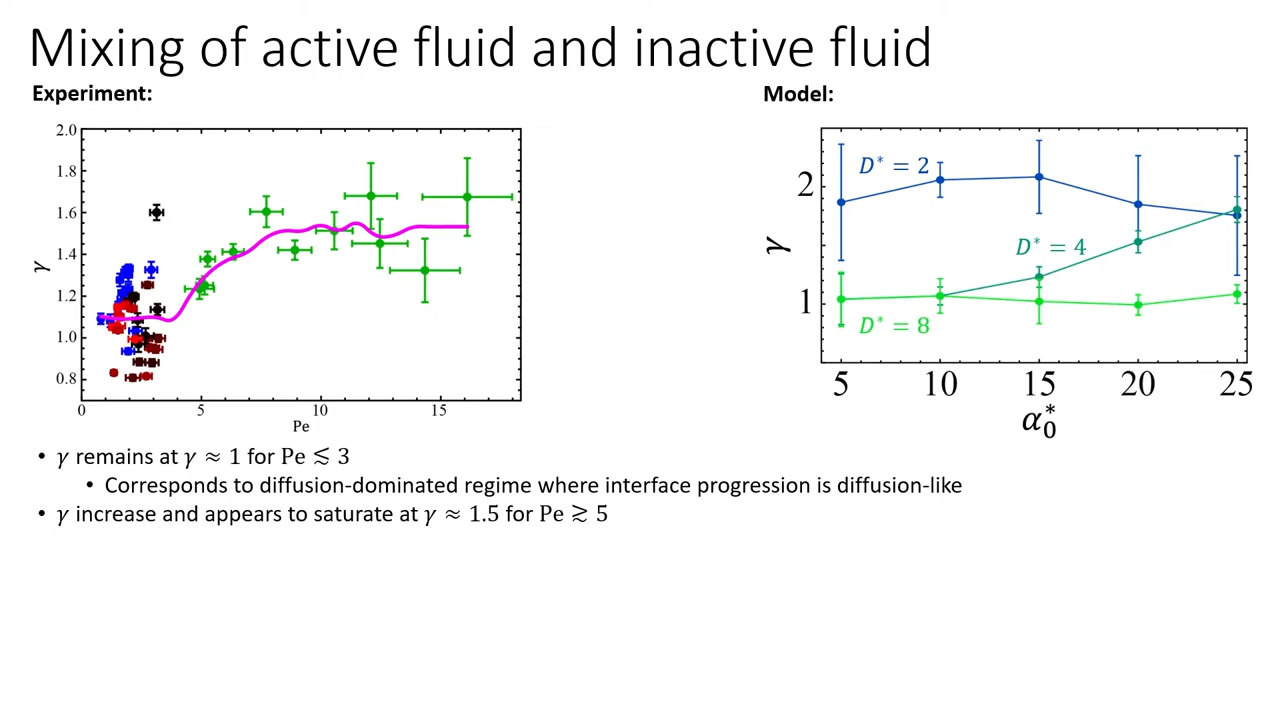 Mixing of active fluid and inactive fluid
Experiment:
Model:
2.0
1.8
1.6
1.4
1.2
1.0
0.8
γ
0 5 10 15
Pe
2
1
γ
D* = 2
D* = 4
D* = 8
5 10 15 20 25
α₀*
• γ remains at γ ≈ 1 for Pe ≲ 3
• Corresponds to diffusion-dominated regime where interface progression is diffusion-like
• γ increase and appears to saturate at γ ≈ 1.5 for Pe ≳ 5